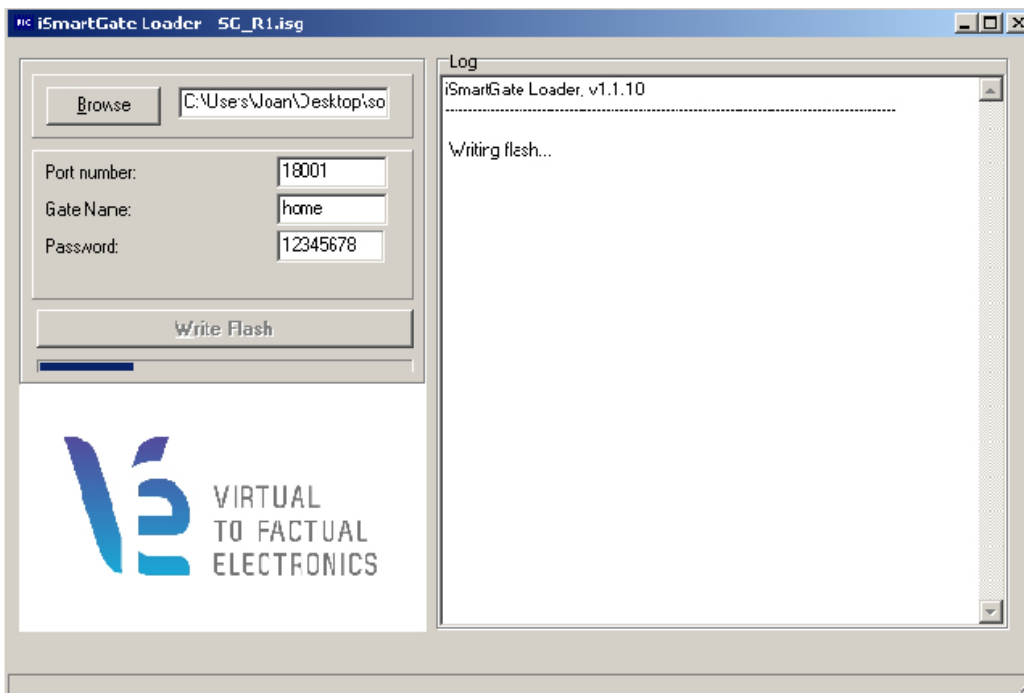 PIC iSmartGate Loader SG_R1.isg
Browse
C:\Users\Joan\Desktop\so
Port number:
18001
Gate Name:
home
Password:
12345678
Write Flash
VIRTUAL
TO FACTUAL
ELECTRONICS
Log
iSmartGate Loader, v1.1.10
Writing flash...